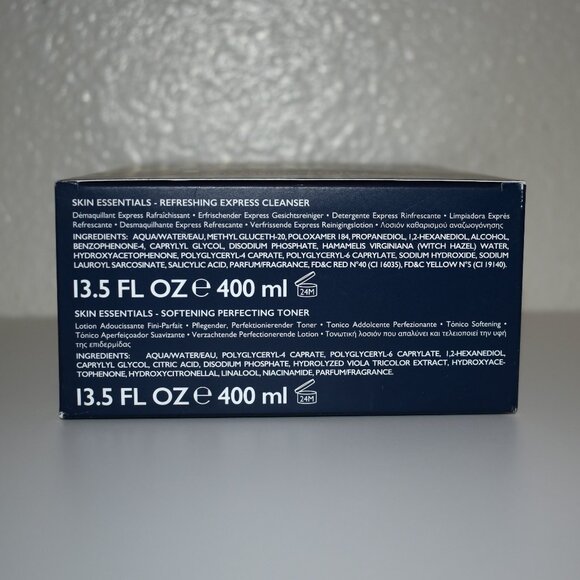 SKIN ESSENTIALS - REFRESHING EXPRESS CLEANSER
Démaquillant Express Rafraîchissant • Erfrischender Express Gesichtsreiniger • Detergente Express Rinfrescante • Limpiadora Exprés
Refrescante • Desmaquilhante Express Refrescante • Verfrissende Express Reinigingslotion • Λοσιόν καθαρισμού αναζωογόνησης
INGREDIENTS: AQUA/WATER/EAU, METHYL GLUCETH-20, POLOXAMER 184, PROPANEDIOL, 1,2-HEXANEDIOL, ALCOHOL,
BENZOPHENONE-4, CAPRYLYL GLYCOL, DISODIUM PHOSPHATE, HAMAMELIS VIRGINIANA (WITCH HAZEL) WATER,
HYDROXYACETOPHENONE, POLYGLYCERYL-4 CAPRATE, POLYGLYCERYL-6 CAPRYLATE, SODIUM HYDROXIDE, SODIUM
LAUROYL SARCOSINATE, SALICYLIC ACID, PARFUM/FRAGRANCE, FD&C RED N°40 (CI 16035), FD&C YELLOW N°5 (CI 19140).
13.5 FL OZ ℮ 400 ml 24M
SKIN ESSENTIALS - SOFTENING PERFECTING TONER
Lotion Adoucissante Fini-Parfait • Pflegender, Perfektionierender Toner • Tonico Addolcente Perfezionante • Tónico Softening •
Tónico Aperfeiçoador Suavizante • Verzachtende Perfectionerende Lotion • Τονωτική λοσιόν που απαλύνει και τελειοποιεί την υφή
της επιδερμίδας
INGREDIENTS: AQUA/WATER/EAU, POLYGLYCERYL-4 CAPRATE, POLYGLYCERYL-6 CAPRYLATE, 1,2-HEXANEDIOL,
CAPRYLYL GLYCOL, CITRIC ACID, DISODIUM PHOSPHATE, HYDROLYZED VIOLA TRICOLOR EXTRACT, HYDROXYACE-
TOPHENONE, HYDROXYCITRONELLAL, LINALOOL, NIACINAMIDE, PARFUM/FRAGRANCE.
13.5 FL OZ ℮ 400 ml 24M